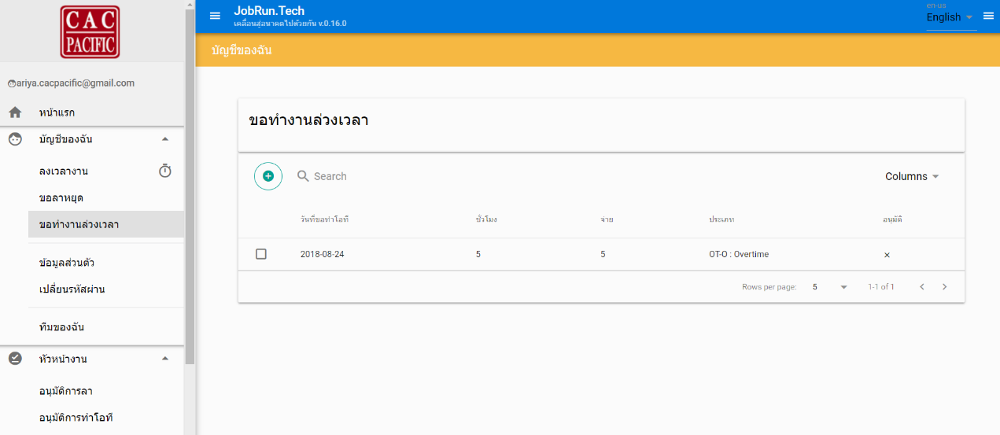 CAC
PACIFIC
ariya.cacpacific@gmail.com
หน้าแรก
บัญชีของฉัน
ลงเวลางาน
ขอลาหยุด
ขอทำงานล่วงเวลา
ข้อมูลส่วนตัว
เปลี่ยนรหัสผ่าน
ทีมของฉัน
หัวหน้างาน
อนุมัติการลา
อนุมัติการทำโอที
JobRun.Tech
เคลื่อนสู่อนาคตไปด้วยกัน v.0.16.0
en-us
English
บัญชีของฉัน
ขอทำงานล่วงเวลา
Search
Columns
วันที่ขอทำโอที ชั่วโมง จ่าย ประเภท อนุมัติ
2018-08-24 5 5 OT-O : Overtime ×
Rows per page: 5 1-1 of 1